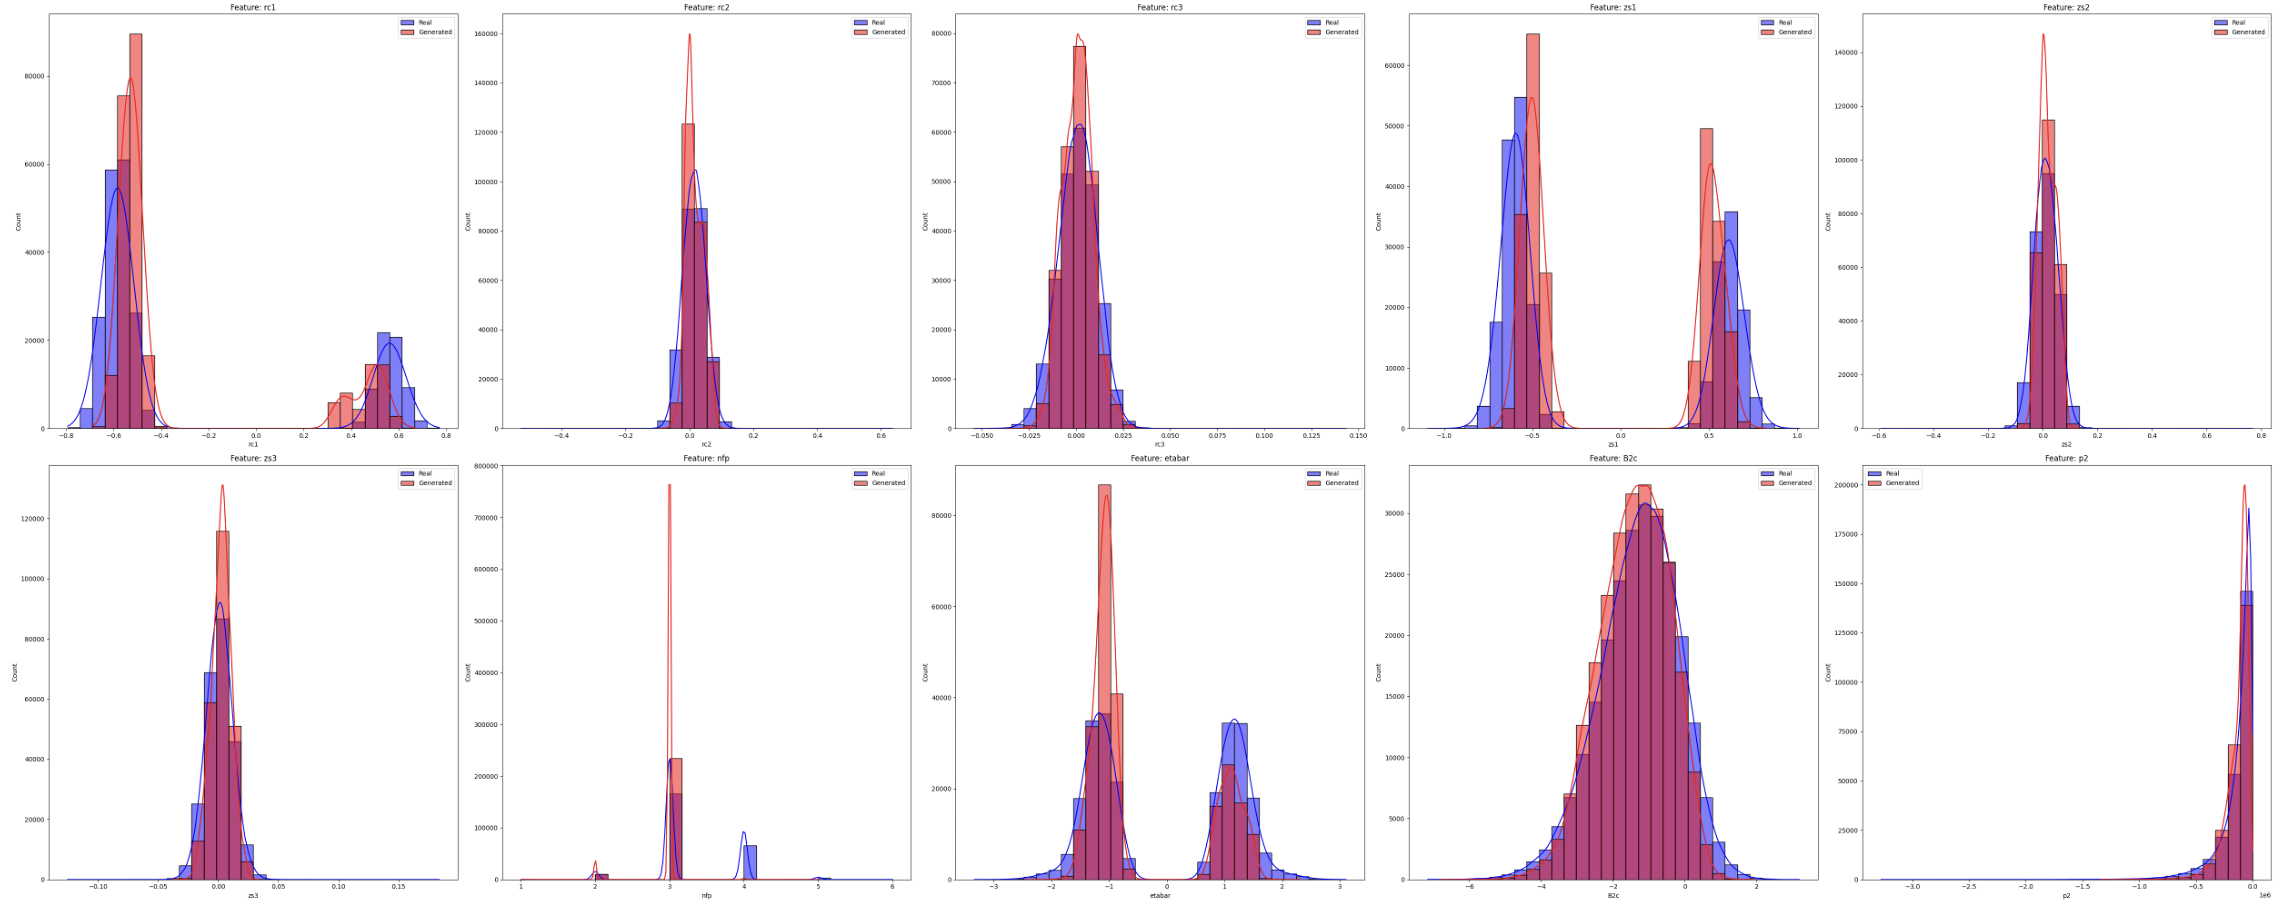 Feature: rc1
Real
Generated
80000
60000
40000
20000
0
Count
−0.8
−0.6
−0.4
−0.2
0.0
0.2
0.4
0.6
0.8
rc1
Feature: rc2
Real
Generated
160000
140000
120000
100000
80000
60000
40000
20000
0
Count
−0.4
−0.2
0.0
0.2
0.4
0.6
rc2
Feature: rc3
Real
Generated
80000
70000
60000
50000
40000
30000
20000
10000
0
Count
−0.050
−0.025
0.000
0.025
0.050
0.075
0.100
0.125
0.150
rc3
Feature: zs1
Real
Generated
60000
50000
40000
30000
20000
10000
0
Count
−1.0
−0.5
0.0
0.5
1.0
zs1
Feature: zs2
Real
Generated
140000
120000
100000
80000
60000
40000
20000
0
Count
−0.6
−0.4
−0.2
0.0
0.2
0.4
0.6
0.8
zs2
Feature: zs3
Real
Generated
120000
100000
80000
60000
40000
20000
0
Count
−0.10
−0.05
0.00
0.05
0.10
0.15
zs3
Feature: nfp
Real
Generated
800000
700000
600000
500000
400000
300000
200000
100000
0
Count
1
2
3
4
5
6
nfp
Feature: etabar
Real
Generated
80000
60000
40000
20000
0
Count
−3
−2
−1
0
1
2
3
etabar
Feature: B2c
Real
Generated
30000
25000
20000
15000
10000
5000
0
Count
−6
−4
−2
0
2
B2c
Feature: p2
Real
Generated
200000
175000
150000
125000
100000
75000
50000
25000
0
Count
−3.0
−2.5
−2.0
−1.5
−1.0
−0.5
0.0
1e6
p2